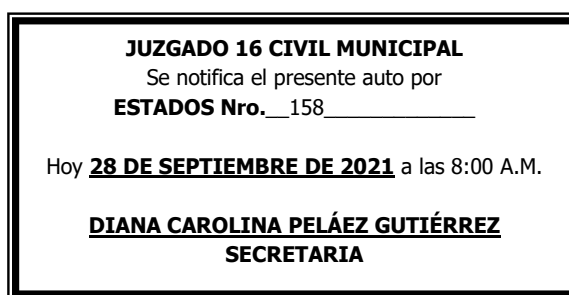 JUZGADO 16 CIVIL MUNICIPAL
Se notifica el presente auto por
ESTADOS Nro.__158_____________
Hoy 28 DE SEPTIEMBRE DE 2021 a las 8:00 A.M.
DIANA CAROLINA PELÁEZ GUTIÉRREZ
SECRETARIA